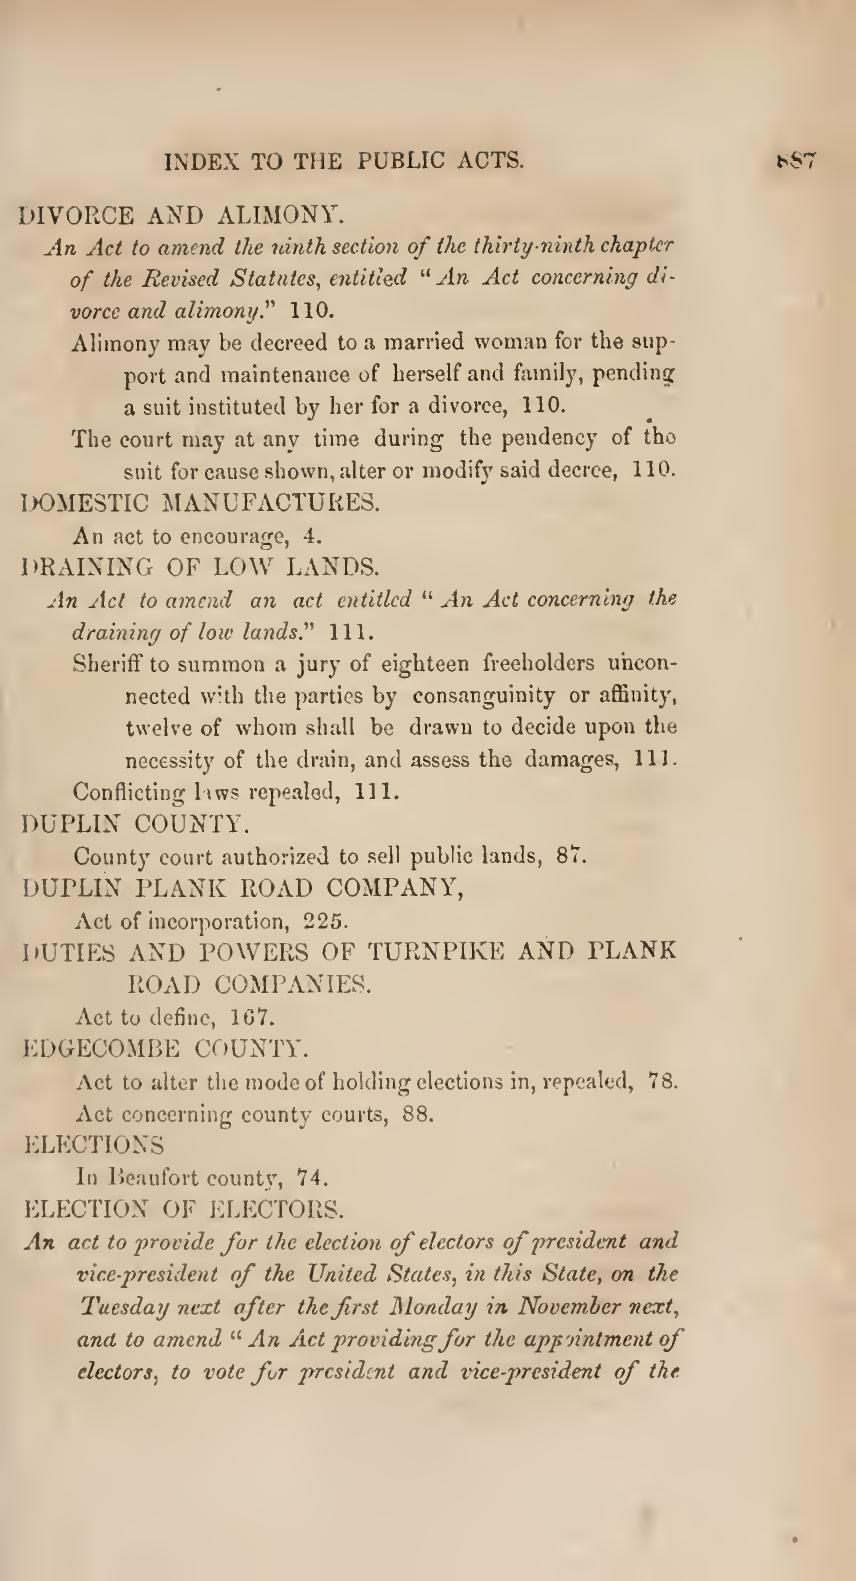 INDEX TO THE PUBLIC ACTS. 887
DIVORCE AND ALIMONY.
An Act to amend the ninth section of the thirty-ninth chapter
of the Revised Statutes, entitled “An Act concerning di-
vorce and alimony.” 110.
Alimony may be decreed to a married woman for the sup-
port and maintenance of herself and family, pending
a suit instituted by her for a divorce, 110.
The court may at any time during the pendency of the
suit for cause shown, alter or modify said decree, 110.
DOMESTIC MANUFACTURES.
An act to encourage, 4.
DRAINING OF LOW LANDS.
An Act to amend an act entitled “An Act concerning the
draining of low lands.” 111.
Sheriff to summon a jury of eighteen freeholders uncon-
nected with the parties by consanguinity or affinity,
twelve of whom shall be drawn to decide upon the
necessity of the drain, and assess the damages, 111.
Conflicting laws repealed, 111.
DUPLIN COUNTY.
County court authorized to sell public lands, 87.
DUPLIN PLANK ROAD COMPANY,
Act of incorporation, 225.
DUTIES AND POWERS OF TURNPIKE AND PLANK
ROAD COMPANIES.
Act to define, 167.
EDGECOMBE COUNTY.
Act to alter the mode of holding elections in, repealed, 78.
Act concerning county courts, 88.
ELECTIONS
In Beaufort county, 74.
ELECTION OF ELECTORS.
An act to provide for the election of electors of president and
vice-president of the United States, in this State, on the
Tuesday next after the first Monday in November next,
and to amend “An Act providing for the appointment of
electors, to vote for president and vice-president of the